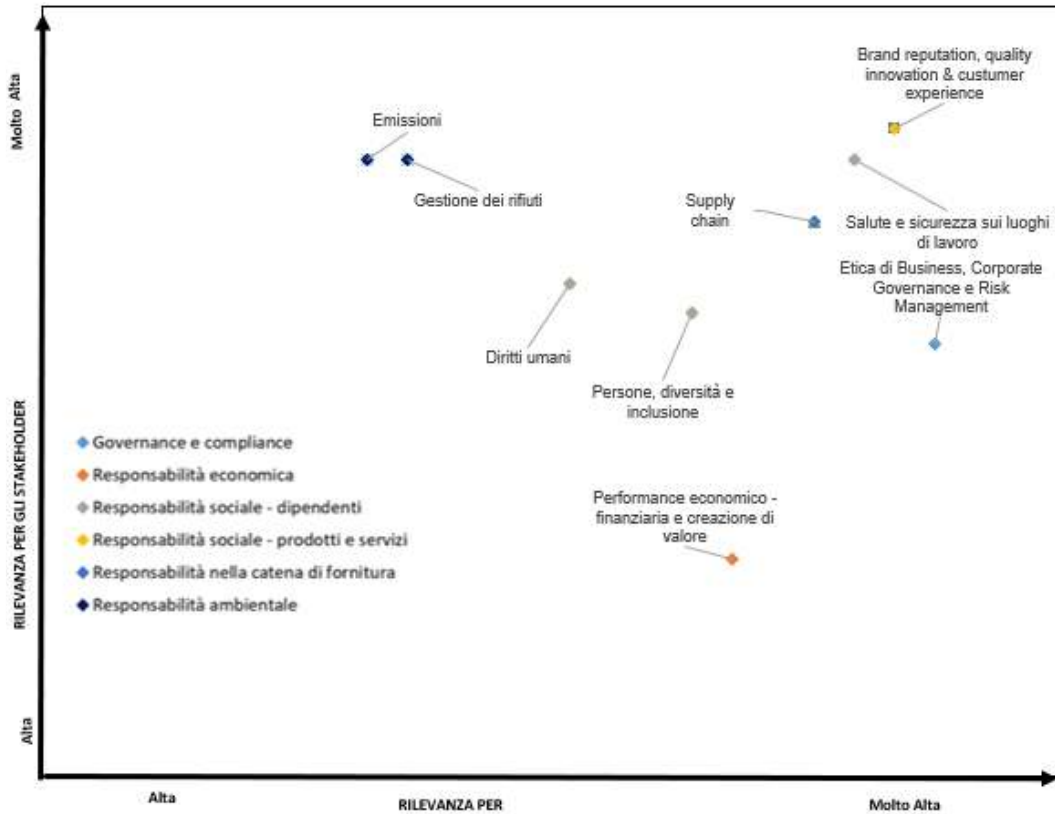 Molto Alta
Brand reputation, quality
innovation & custumer
experience
Emissioni
Gestione dei rifiuti
Supply
chain
Salute e sicurezza sui luoghi
di lavoro
Etica di Business, Corporate
Governance e Risk
Management
Diritti umani
Persone, diversità e
inclusione
RILEVANZA PER GLI STAKEHOLDER
Governance e compliance
Responsabilità economica
Responsabilità sociale - dipendenti
Responsabilità sociale - prodotti e servizi
Responsabilità nella catena di fornitura
Responsabilità ambientale
Performance economico -
finanziaria e creazione di
valore
Alta
Alta
RILEVANZA PER
Molto Alta